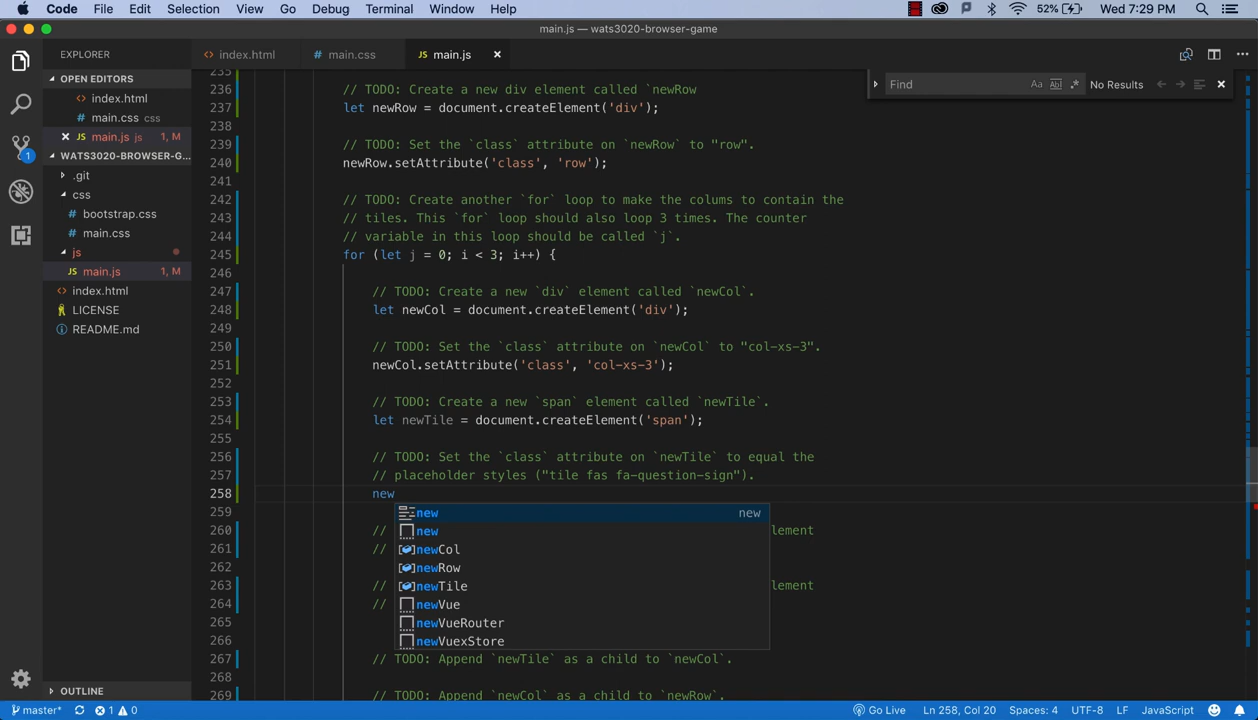 Code File Edit Selection View Go Debug Terminal Window Help 52% Wed 7:29 PM
main.js — wats3020-browser-game
EXPLORER
index.html
main.css
main.js
OPEN EDITORS
index.html
main.css css
main.js js 1, M
WATS3020-BROWSER-G...
.git
css
bootstrap.css
main.css
js
main.js 1, M
index.html
LICENSE
README.md
OUTLINE
Find Aa Abl .* No Results
235
236 // TODO: Create a new div element called `newRow
237 let newRow = document.createElement('div');
238
239 // TODO: Set the `class` attribute on `newRow` to "row".
240 newRow.setAttribute('class', 'row');
241
242 // TODO: Create another `for` loop to make the colums to contain the
243 // tiles. This `for` loop should also loop 3 times. The counter
244 // variable in this loop should be called `j`.
245 for (let j = 0; i < 3; i++) {
246
247 // TODO: Create a new `div` element called `newCol`.
248 let newCol = document.createElement('div');
249
250 // TODO: Set the `class` attribute on `newCol` to "col-xs-3".
251 newCol.setAttribute('class', 'col-xs-3');
252
253 // TODO: Create a new `span` element called `newTile`.
254 let newTile = document.createElement('span');
255
256 // TODO: Set the `class` attribute on `newTile` to equal the
257 // placeholder styles ("tile fas fa-question-sign").
258 new
259
260 // lement
261 //
262
263 // lement
264 //
265
266
267 // TODO: Append `newTile` as a child to `newCol`.
268
269 // TODO: Append `newCol` as a child to `newRow`.
new new
new
newCol
newRow
newTile
newVue
newVueRouter
newVuexStore
master* 1 0 Go Live Ln 258, Col 20 Spaces: 4 UTF-8 LF JavaScript